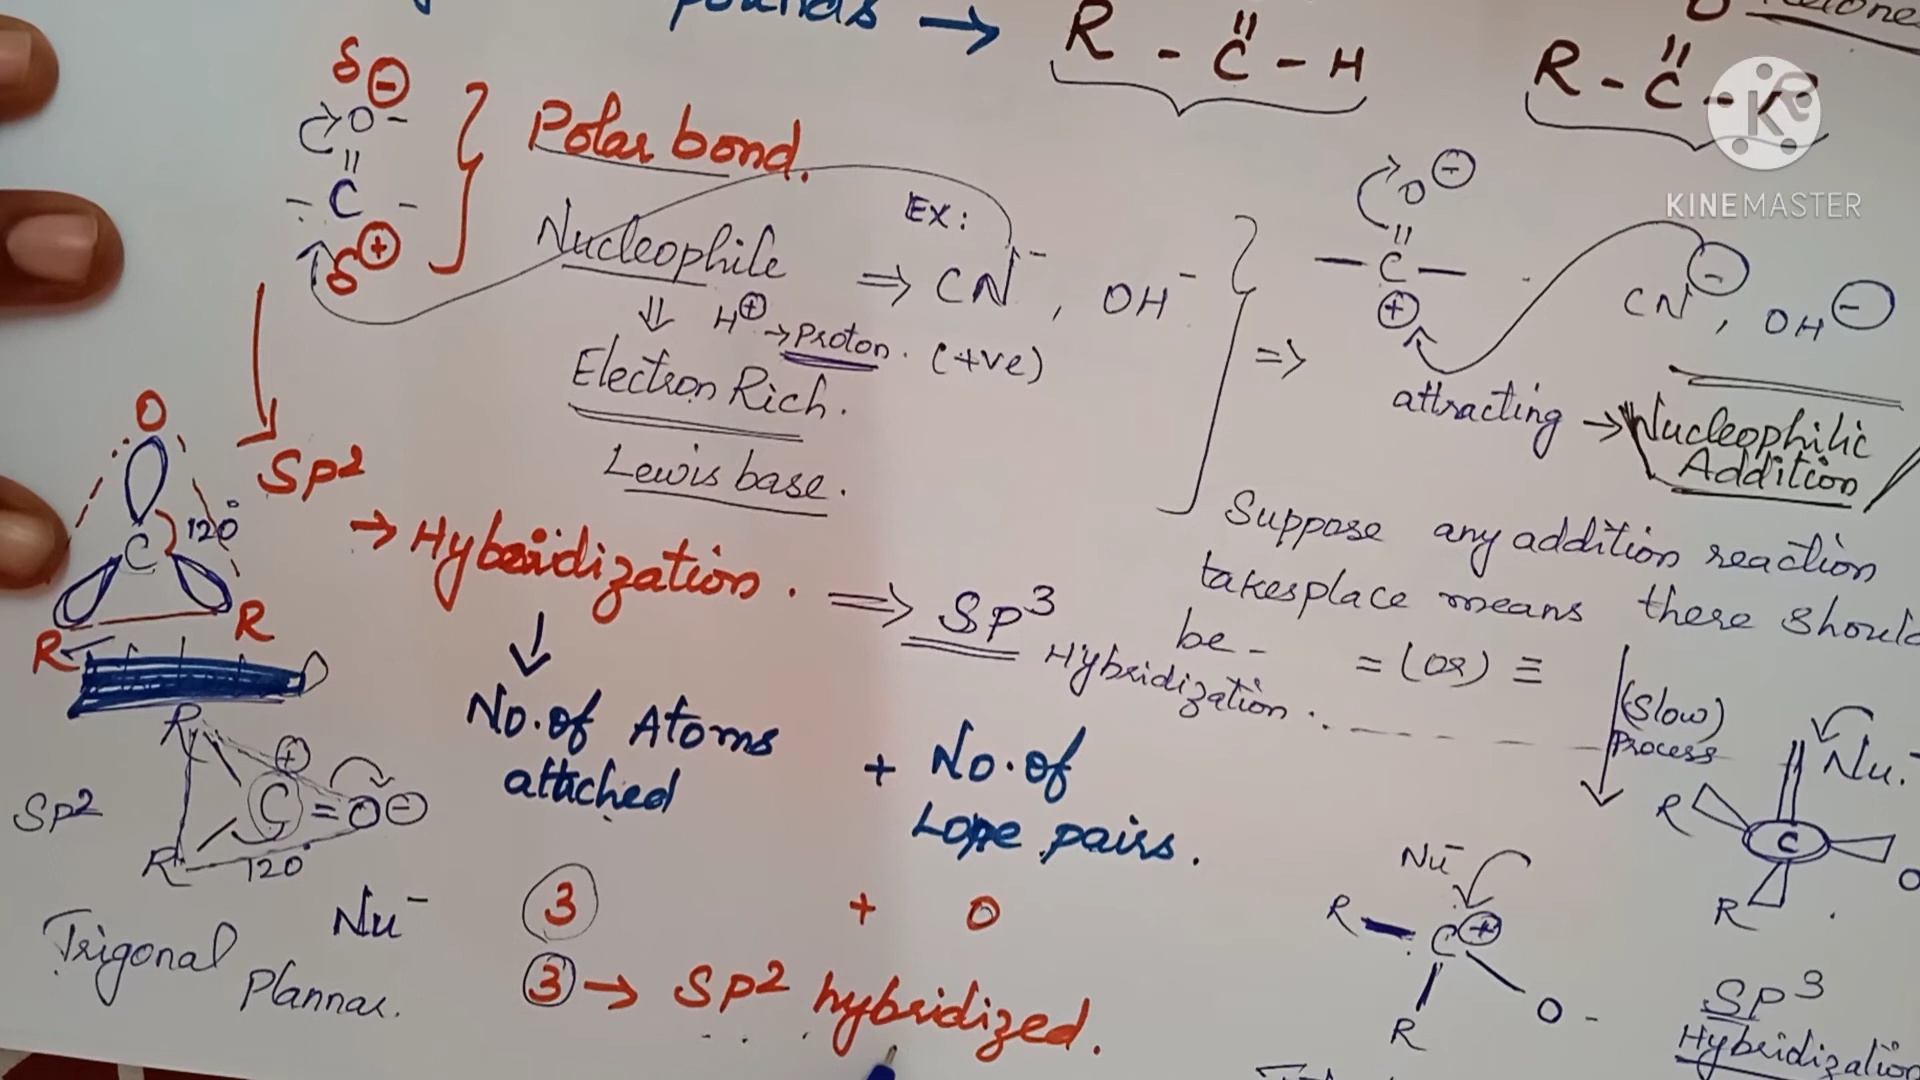 pounds →
R - C - H
R - C -
KINEMASTER
δ⊖
O -
- C -
δ⊕
Polar bond.
Nucleophile ⇒ Ex: CN⁻, OH⁻
H⊕ → Proton. (+ve)
Electron Rich.
Lewis base.
O⊖
— C —
⊕
CN⊖, OH⊖
⇒ attracting → Nucleophilic
Addition
O
C 120°
R R
Sp²
→ Hybridization. ⇒ Sp³
Hybridization.
Suppose any addition reaction
takesplace means there should
be - = (or) ≡
(slow)
Process
No. of Atoms
attached
+ No. of
Lone pairs.
Sp²
R
⊕
C = O⊖
R 120°
Trigonal
Plannar.
Nu⁻
3 + 0
3 → Sp² hybridized.
Nu⁻
R C⊕
R O -
Nu.⁻
R C
R O
Sp³
Hybridization